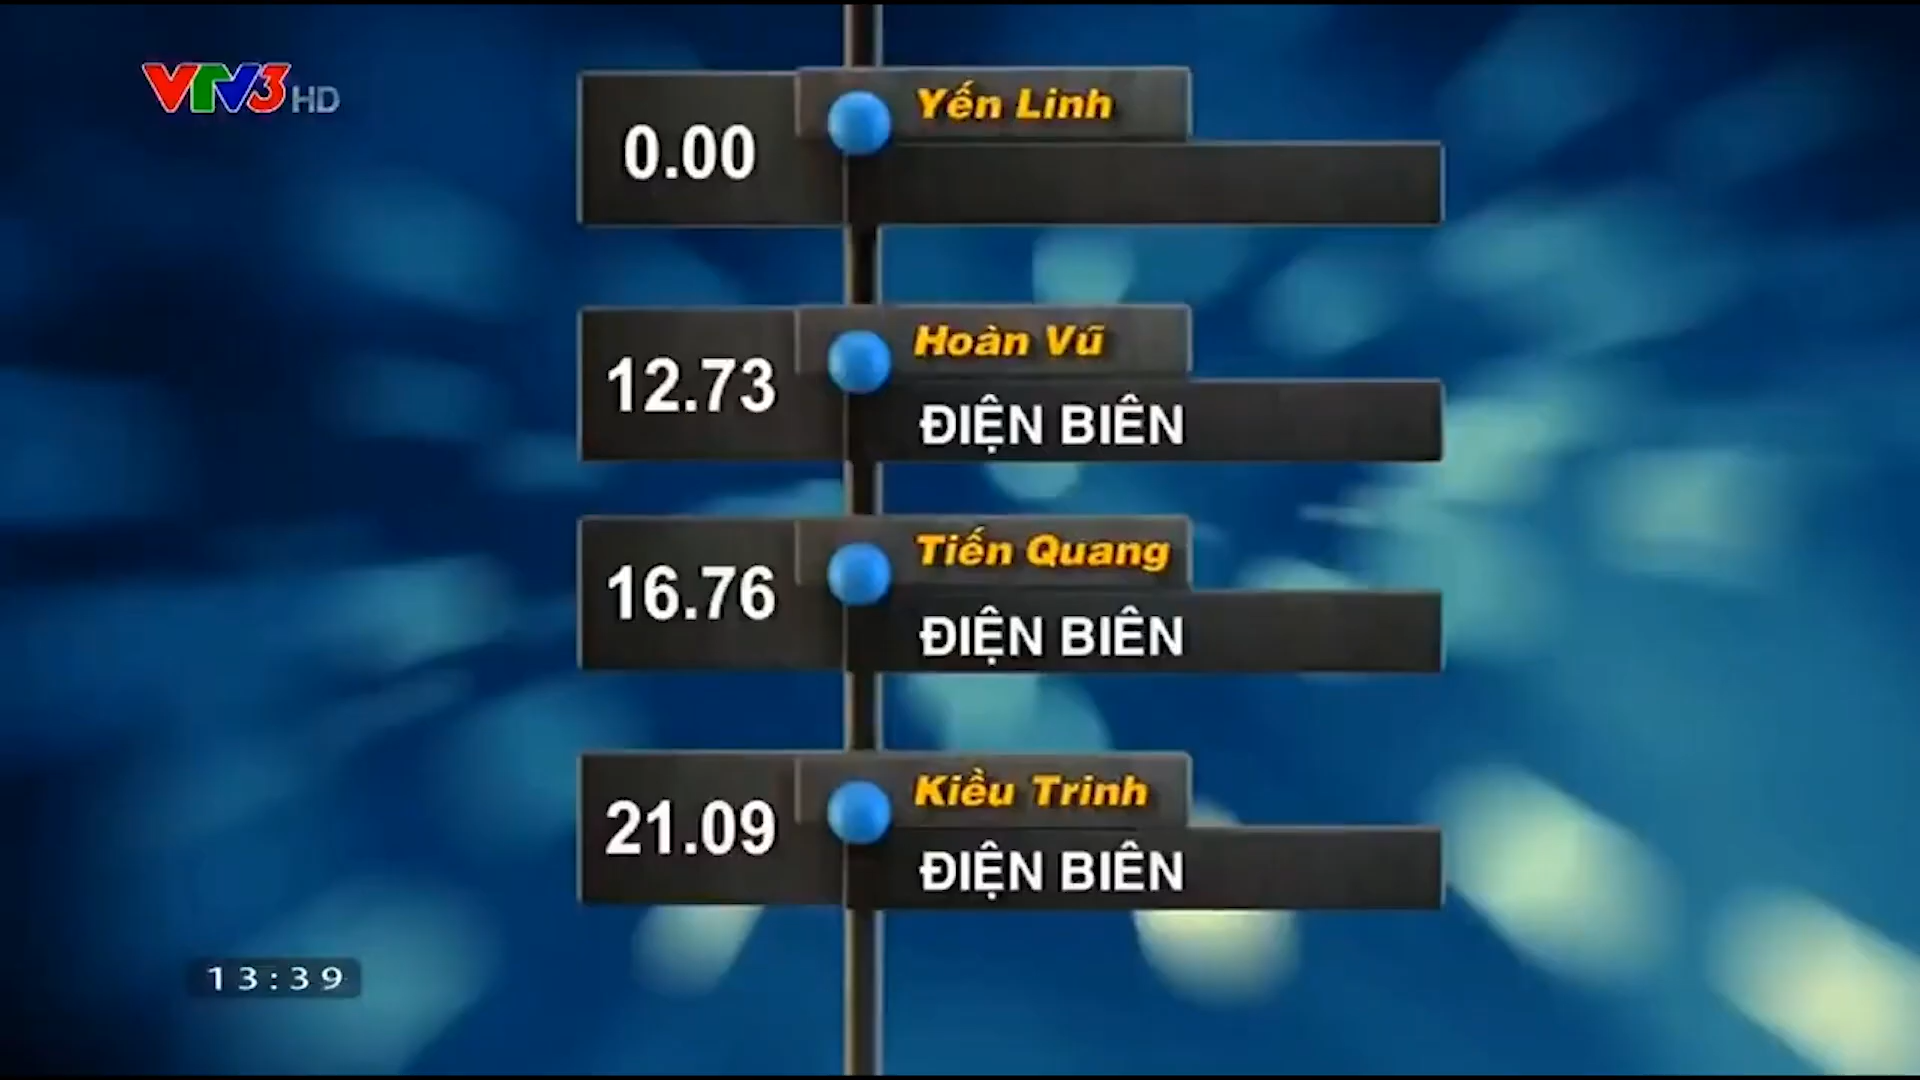 VTV3 HD
Yến Linh
0.00
Hoàn Vũ
12.73
ĐIỆN BIÊN
Tiến Quang
16.76
ĐIỆN BIÊN
Kiều Trinh
21.09
ĐIỆN BIÊN
13:39